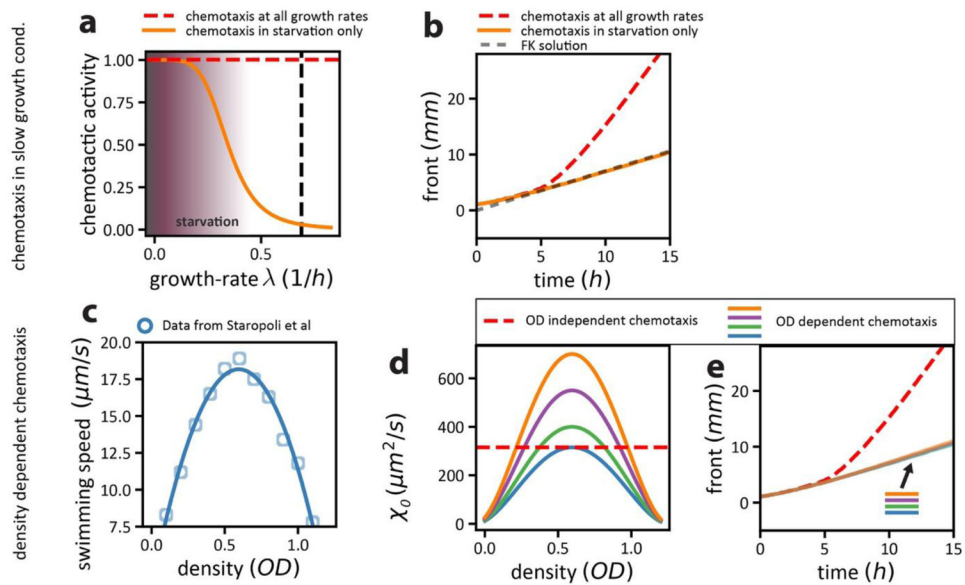 chemotaxis in slow growth cond.
a
chemotaxis at all growth rates
chemotaxis in starvation only
chemotactic activity
1.00
0.75
0.50
0.25
0.00
starvation
0.0
0.5
growth-rate λ (1/h)
b
chemotaxis at all growth rates
chemotaxis in starvation only
FK solution
front (mm)
20
10
0
0
5
10
15
time (h)
density dependent chemotaxis
c
Data from Staropoli et al
swimming speed (μm/s)
20.0
17.5
15.0
12.5
10.0
7.5
0.0
0.5
1.0
density (OD)
OD independent chemotaxis
OD dependent chemotaxis
d
χ₀ (μm²/s)
600
400
200
0
0.0
0.5
1.0
density (OD)
e
front (mm)
20
10
0
0
5
10
15
time (h)